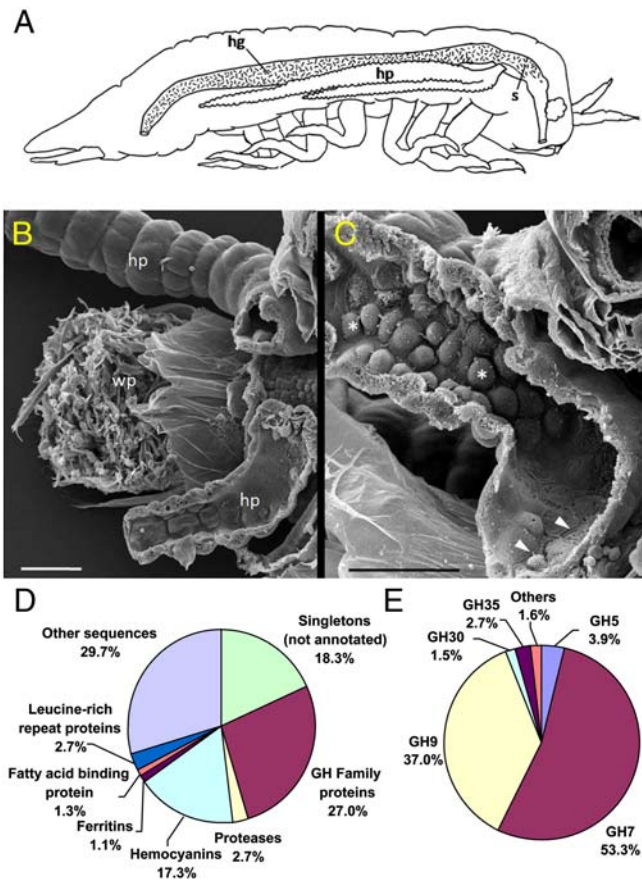 A
hg
hp
s
B
hp
wp
hp
C
*
*
D
Other sequences
29.7%
Singletons
(not annotated)
18.3%
Leucine-rich
repeat proteins
2.7%
Fatty acid binding
protein
1.3%
Ferritins
1.1%
Hemocyanins
17.3%
Proteases
2.7%
GH Family
proteins
27.0%
E
GH35
2.7%
Others
1.6%
GH5
3.9%
GH30
1.5%
GH9
37.0%
GH7
53.3%